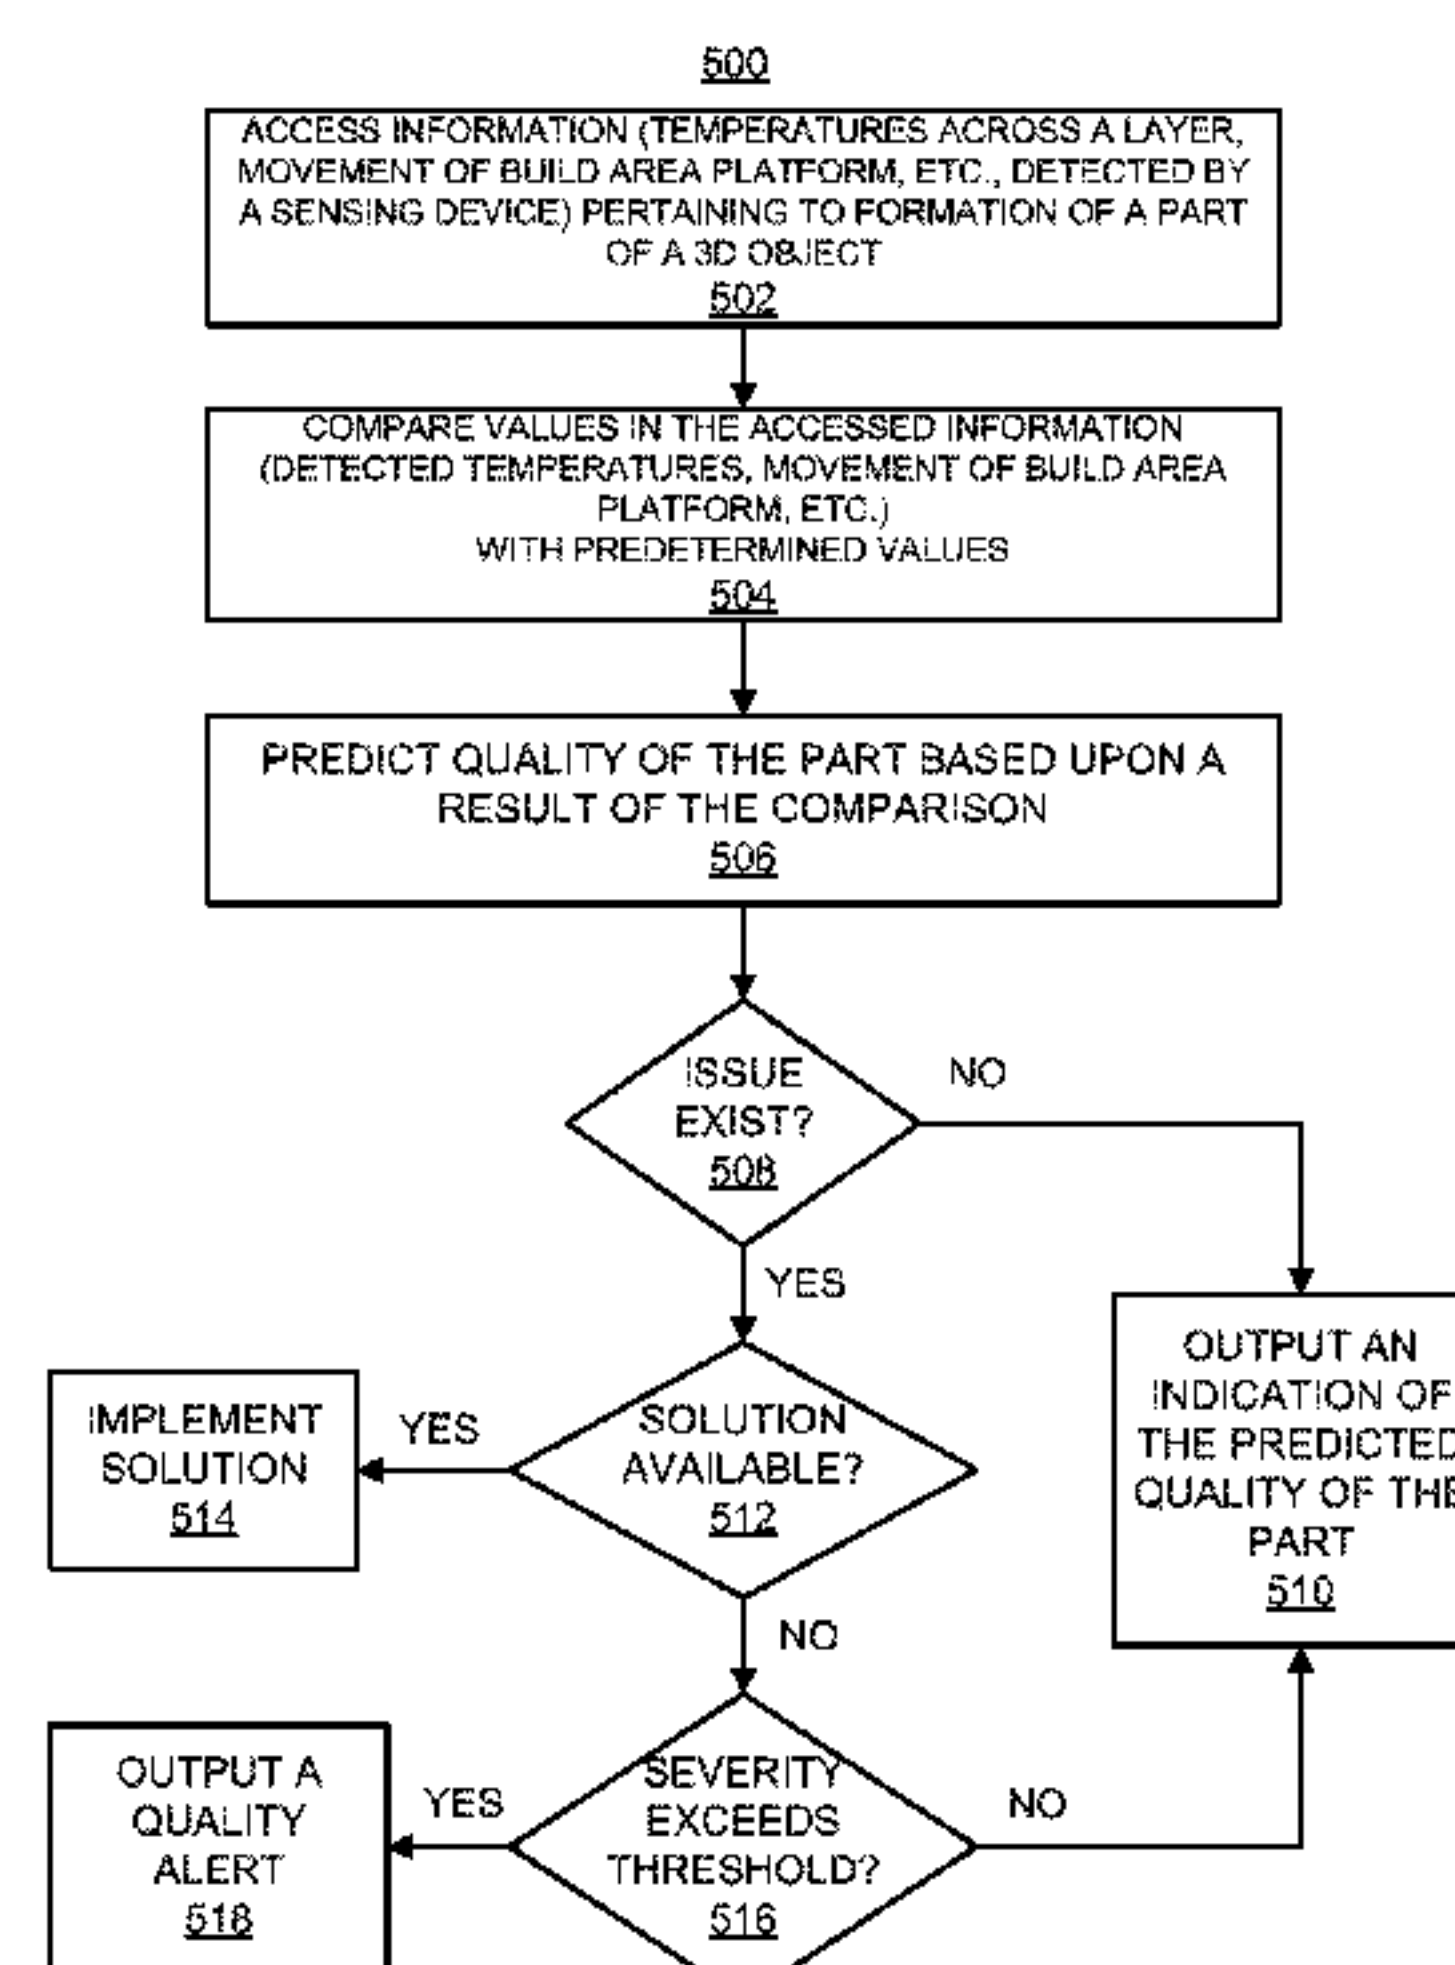 500
ACCESS INFORMATION (TEMPERATURES ACROSS A LAYER,
MOVEMENT OF BUILD AREA PLATFORM, ETC., DETECTED BY
A SENSING DEVICE) PERTAINING TO FORMATION OF A PART
OF A 3D OBJECT
502
COMPARE VALUES IN THE ACCESSED INFORMATION
(DETECTED TEMPERATURES, MOVEMENT OF BUILD AREA
PLATFORM, ETC.)
WITH PREDETERMINED VALUES
504
PREDICT QUALITY OF THE PART BASED UPON A
RESULT OF THE COMPARISON
506
ISSUE
EXIST?
508
NO
YES
OUTPUT AN
INDICATION OF
THE PREDICTED
QUALITY OF THE
PART
510
IMPLEMENT
SOLUTION
514
YES
SOLUTION
AVAILABLE?
512
NO
OUTPUT A
QUALITY
ALERT
518
YES
SEVERITY
EXCEEDS
THRESHOLD?
516
NO